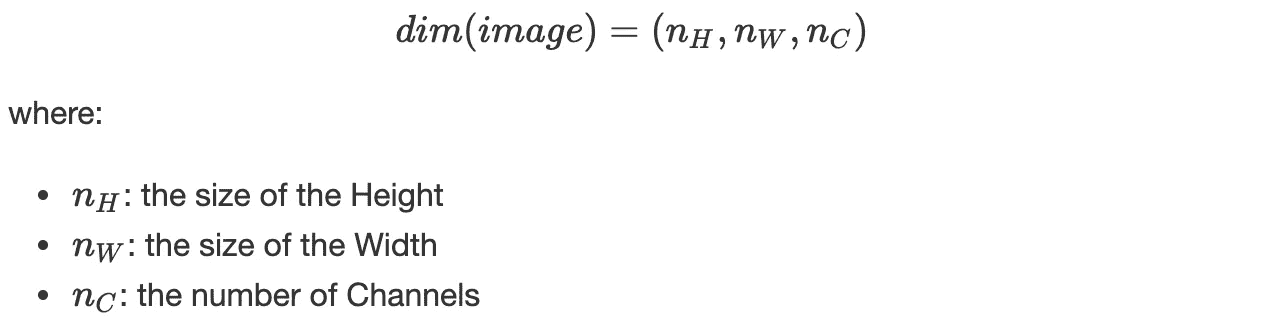 dim(image) = (n_H, n_W, n_C)
where:
• n_H: the size of the Height
• n_W: the size of the Width
• n_C: the number of Channels